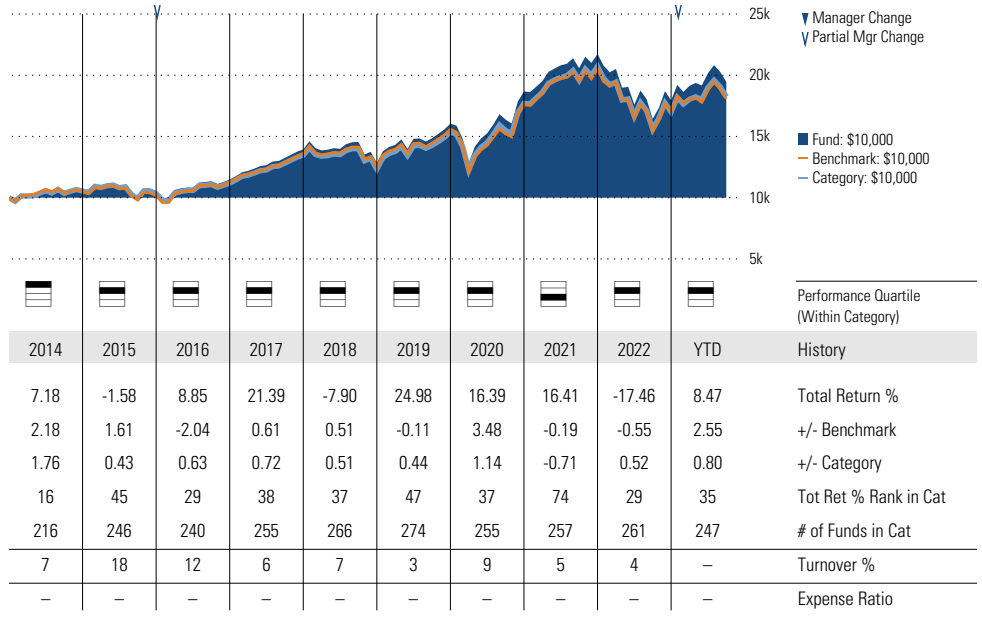 25k
Manager Change
Partial Mgr Change
20k
15k
Fund: $10,000
Benchmark: $10,000
Category: $10,000
10k
5k
Performance Quartile
(Within Category)
2014 2015 2016 2017 2018 2019 2020 2021 2022 YTD History
7.18 -1.58 8.85 21.39 -7.90 24.98 16.39 16.41 -17.46 8.47 Total Return %
2.18 1.61 -2.04 0.61 0.51 -0.11 3.48 -0.19 -0.55 2.55 +/- Benchmark
1.76 0.43 0.63 0.72 0.51 0.44 1.14 -0.71 0.52 0.80 +/- Category
16 45 29 38 37 47 37 74 29 35 Tot Ret % Rank in Cat
216 246 240 255 266 274 255 257 261 247 # of Funds in Cat
7 18 12 6 7 3 9 5 4 – Turnover %
– – – – – – – – – – Expense Ratio